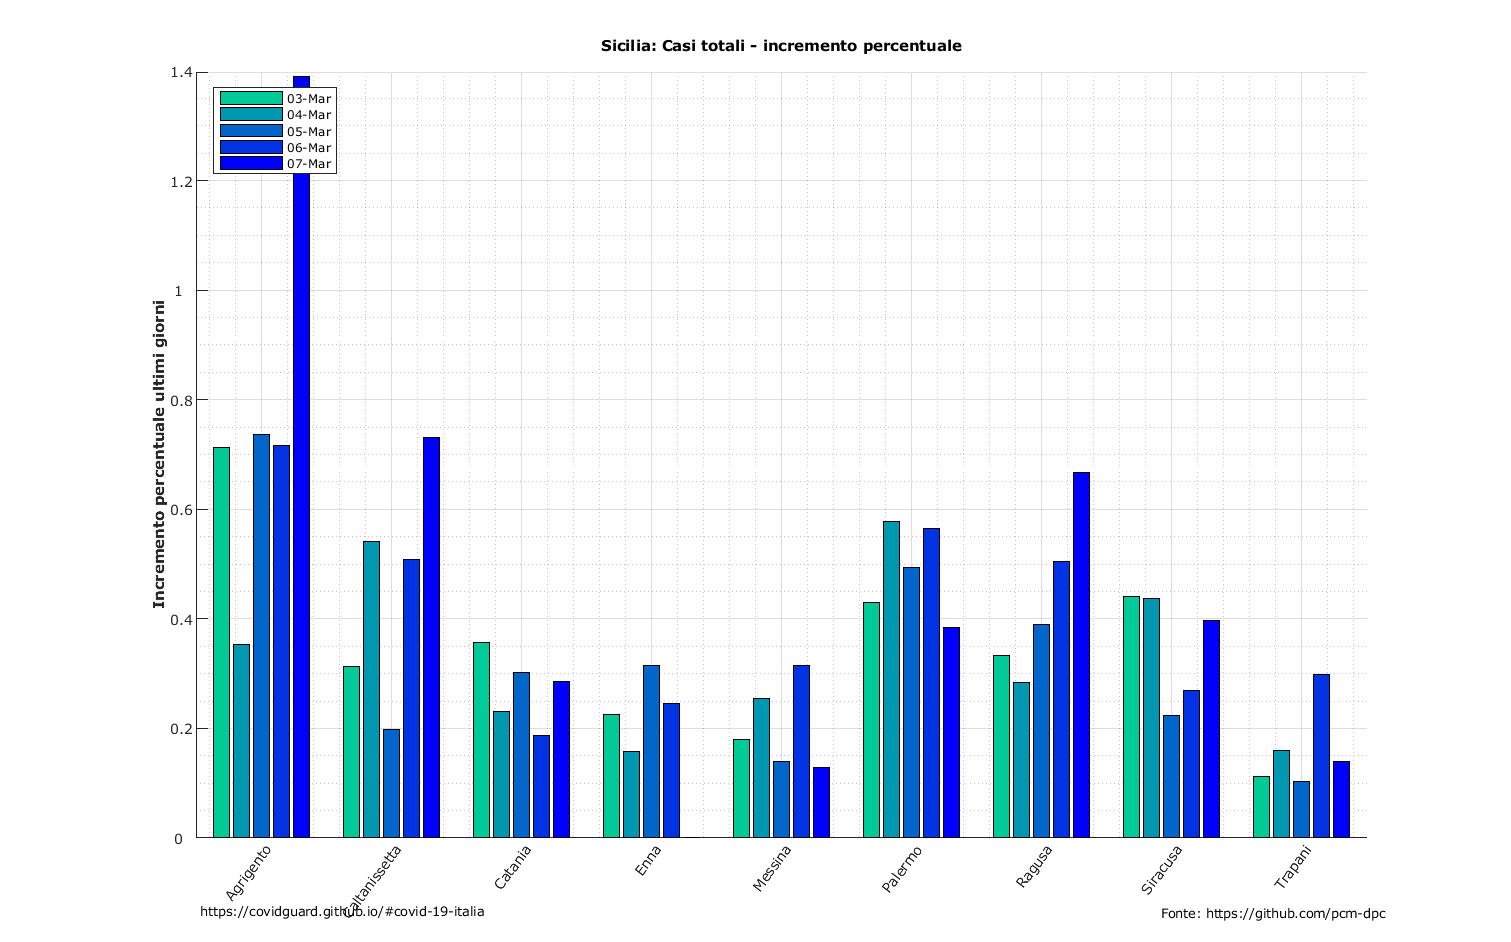 Sicilia: Casi totali - incremento percentuale
Incremento percentuale ultimi giorni
1.4
1.2
1
0.8
0.6
0.4
0.2
0
03-Mar
04-Mar
05-Mar
06-Mar
07-Mar
Agrigento
Caltanissetta
Catania
Enna
Messina
Palermo
Ragusa
Siracusa
Trapani
https://covidguard.github.io/#covid-19-italia
Fonte: https://github.com/pcm-dpc